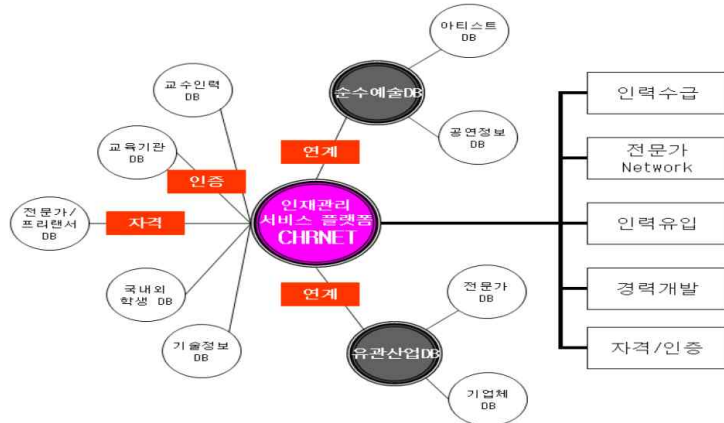 아티스트
DB
순수예술DB
공연정보
DB
교수인력
DB
교육기관
DB
전문가/
프리랜서
DB
국내외
학생 DB
기술정보
DB
인증
자격
연계
인재관리
서비스 플랫폼
CHRNET
연계
전문가
DB
유관산업DB
기업체
DB
인력수급
전문가
Network
인력유입
경력개발
자격/인증